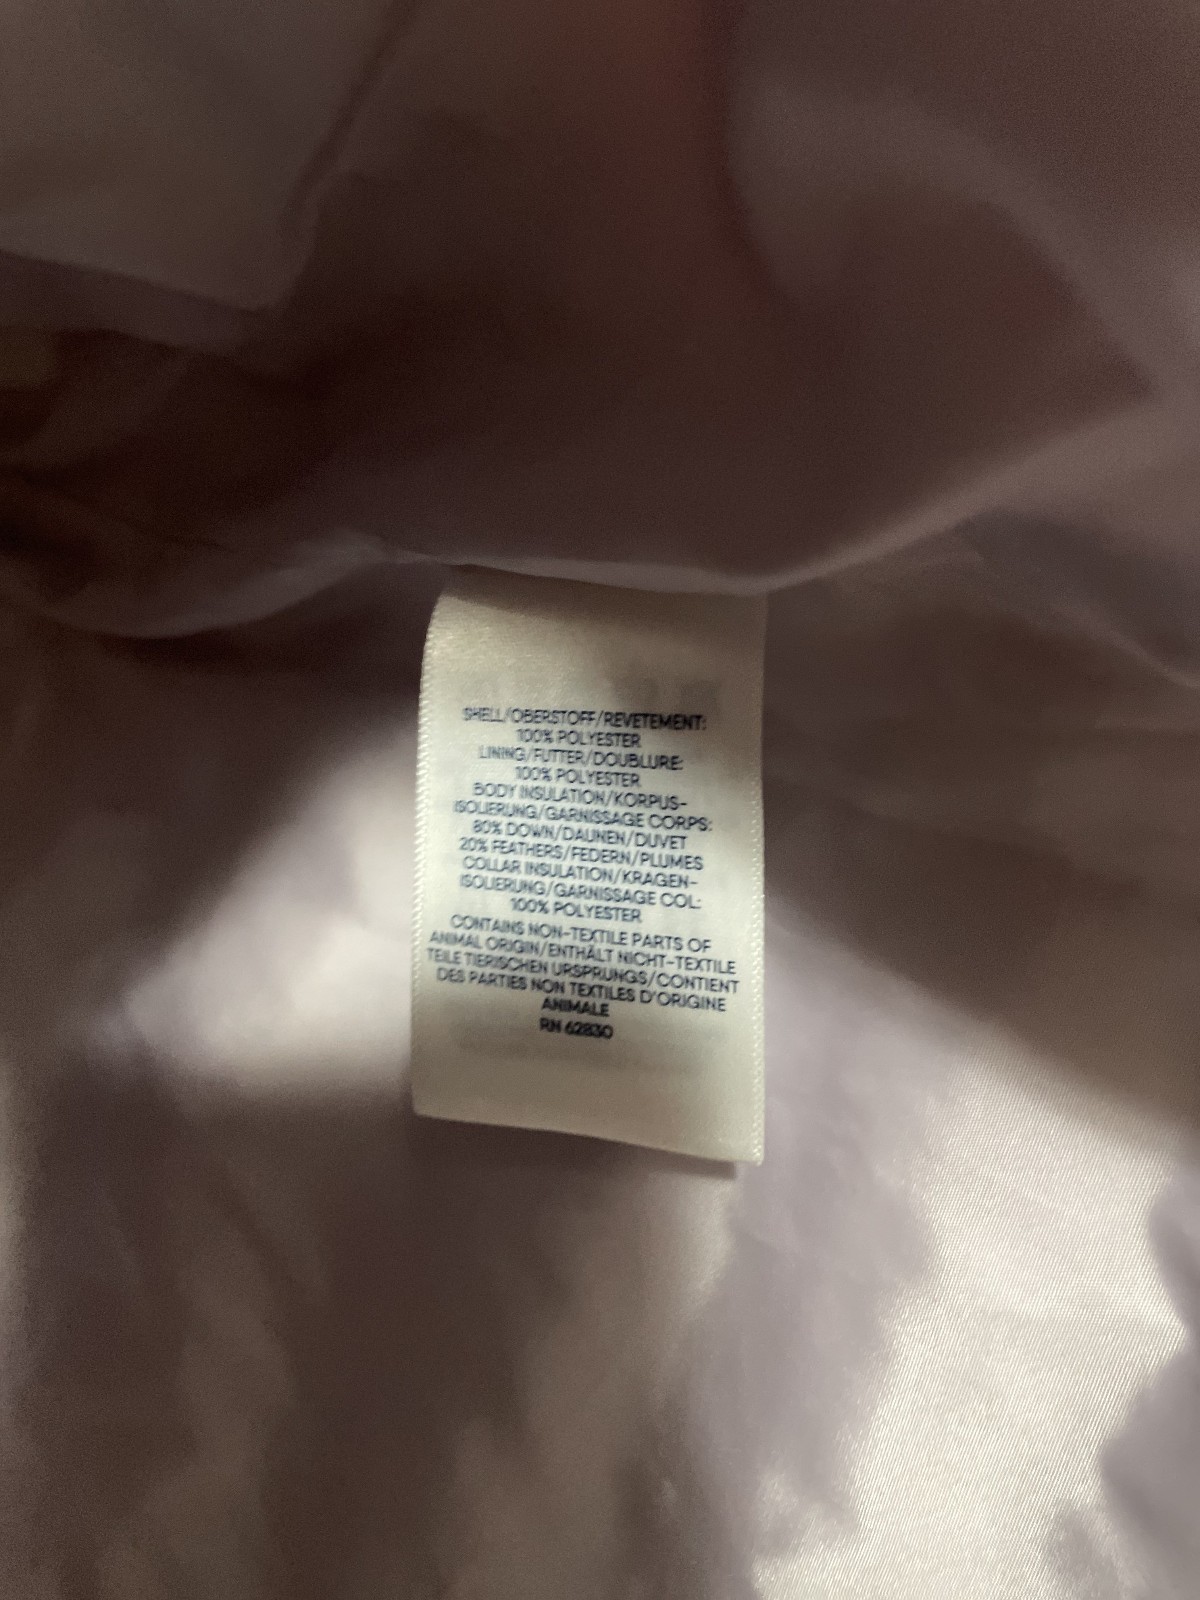 SHELL/OBERSTOFF/REVETEMENT:
100% POLYESTER
LINING/FUTTER/DOUBLURE:
100% POLYESTER
BODY INSULATION/KORPUS-
ISOLIERUNG/GARNISSAGE CORPS:
80% DOWN/DAUNEN/DUVET
20% FEATHERS/FEDERN/PLUMES
COLLAR INSULATION/KRAGEN-
ISOLIERUNG/GARNISSAGE COL:
100% POLYESTER
CONTAINS NON-TEXTILE PARTS OF
ANIMAL ORIGIN/ENTHÄLT NICHT-TEXTILE
TEILE TIERISCHEN URSPRUNGS/CONTIENT
DES PARTIES NON TEXTILES D'ORIGINE
ANIMALE
RN 62830